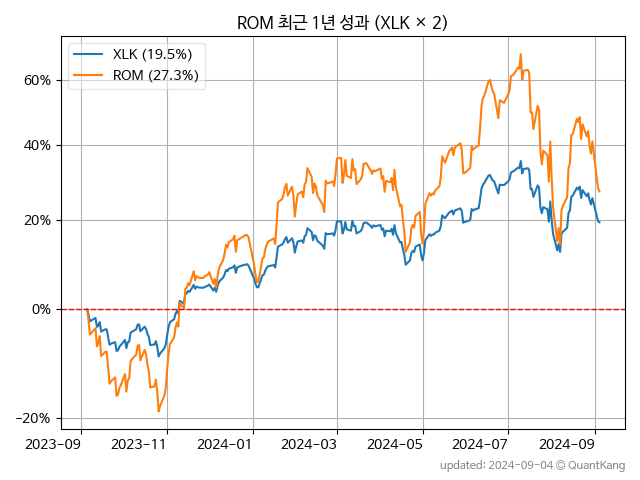 ROM 최근 1년 성과 (XLK × 2)
XLK (19.5%)
ROM (27.3%)
60%
40%
20%
0%
−20%
2023−09 2023−11 2024−01 2024−03 2024−05 2024−07 2024−09
updated: 2024-09-04 © QuantKang